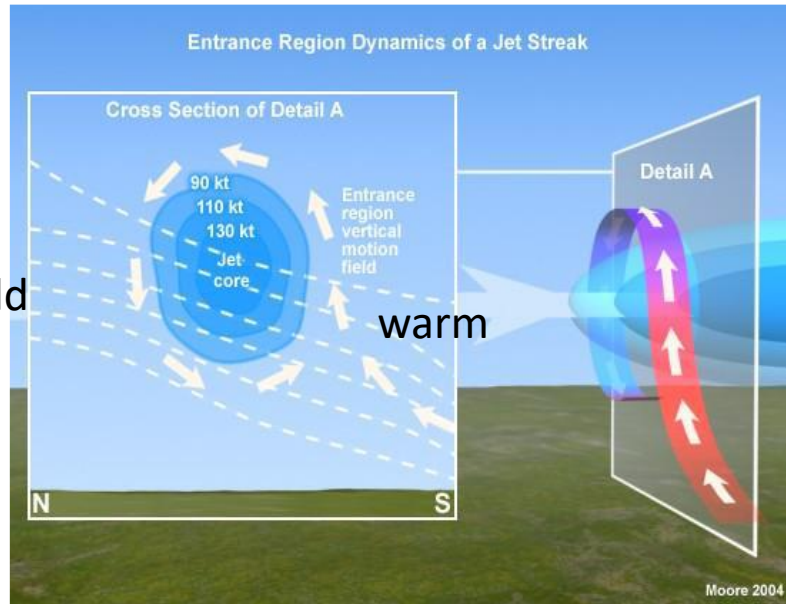 Entrance Region Dynamics of a Jet Streak
Cross Section of Detail A
90 kt
110 kt
130 kt
Jet
core
Entrance
region
vertical
motion
field
ld
warm
N
S
Detail A
Moore 2004